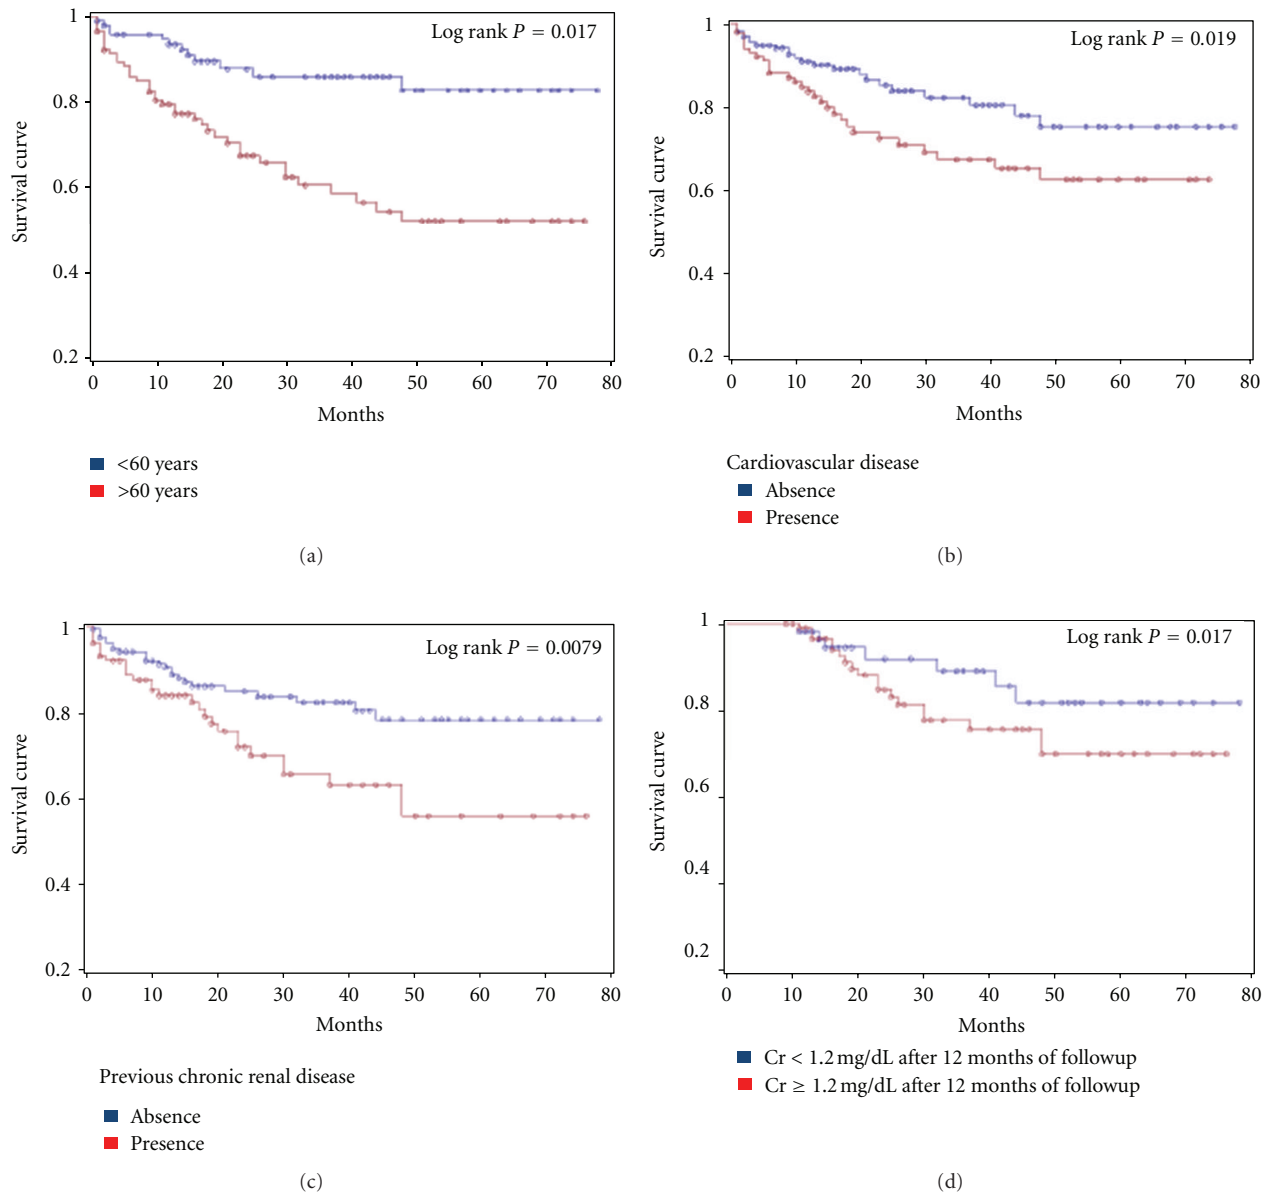 Log rank P = 0.017
1
0.8
0.6
0.4
0.2
Survival curve
0 10 20 30 40 50 60 70 80
Months
<60 years
>60 years
(a)
Log rank P = 0.019
1
0.8
0.6
0.4
0.2
Survival curve
0 10 20 30 40 50 60 70 80
Months
Cardiovascular disease
Absence
Presence
(b)
Log rank P = 0.0079
1
0.8
0.6
0.4
0.2
Survival curve
0 10 20 30 40 50 60 70 80
Months
Previous chronic renal disease
Absence
Presence
(c)
Log rank P = 0.017
1
0.8
0.6
0.4
0.2
Survival curve
0 10 20 30 40 50 60 70 80
Months
Cr < 1.2 mg/dL after 12 months of followup
Cr ≥ 1.2 mg/dL after 12 months of followup
(d)